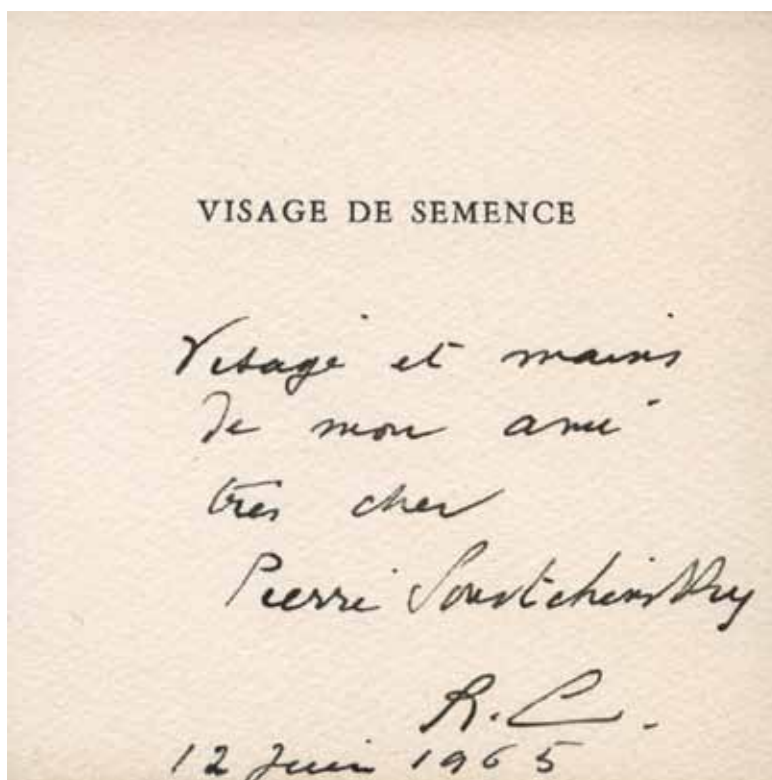 VISAGE DE SEMENCE
Visage et mains
de mon ami
très cher
Pierre Souvtchinsky
R. C.
12 Juin 1965